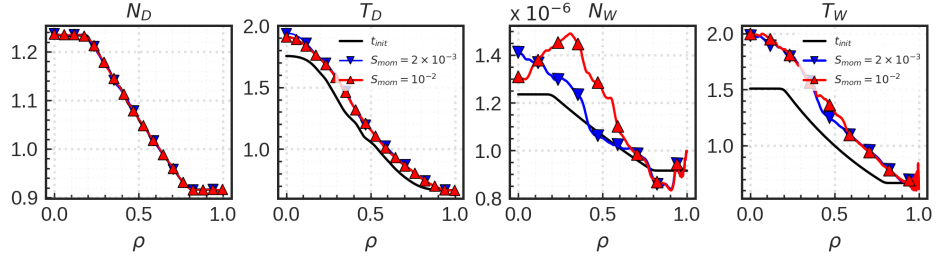 N_D
1.2
1.1
1.0
0.9
0.0 0.5 1.0
ρ
T_D
2.0
1.5
1.0
t_init
S_mom = 2 × 10⁻³
S_mom = 10⁻²
0.0 0.5 1.0
ρ
x 10⁻⁶
N_W
1.4
1.2
1.0
0.8
0.0 0.5 1.0
ρ
T_W
2.0
1.5
1.0
t_init
S_mom = 2 × 10⁻³
S_mom = 10⁻²
0.0 0.5 1.0
ρ